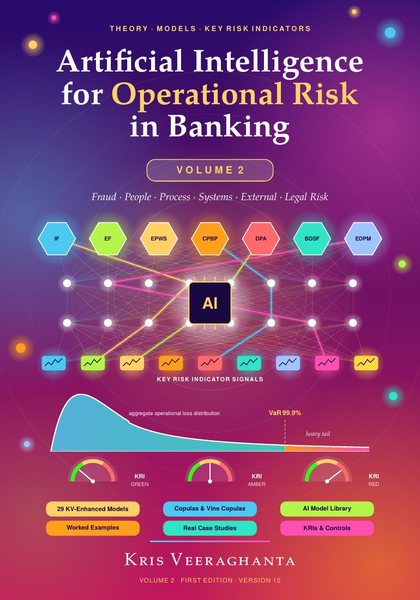 THEORY · MODELS · KEY RISK INDICATORS
Artificial Intelligence
for Operational Risk
in Banking
VOLUME 2
Fraud · People · Process · Systems · External · Legal Risk
IF EF EPWS CPBP DPA BDSF EDPM
AI
KEY RISK INDICATOR SIGNALS
aggregate operational loss distribution
VaR 99.9%
heavy tail
KRI GREEN
KRI AMBER
KRI RED
29 KV-Enhanced Models
Copulas & Vine Copulas
AI Model Library
Worked Examples
Real Case Studies
KRIs & Controls
KRIS VEERAGHANTA
VOLUME 2 · FIRST EDITION · VERSION 12